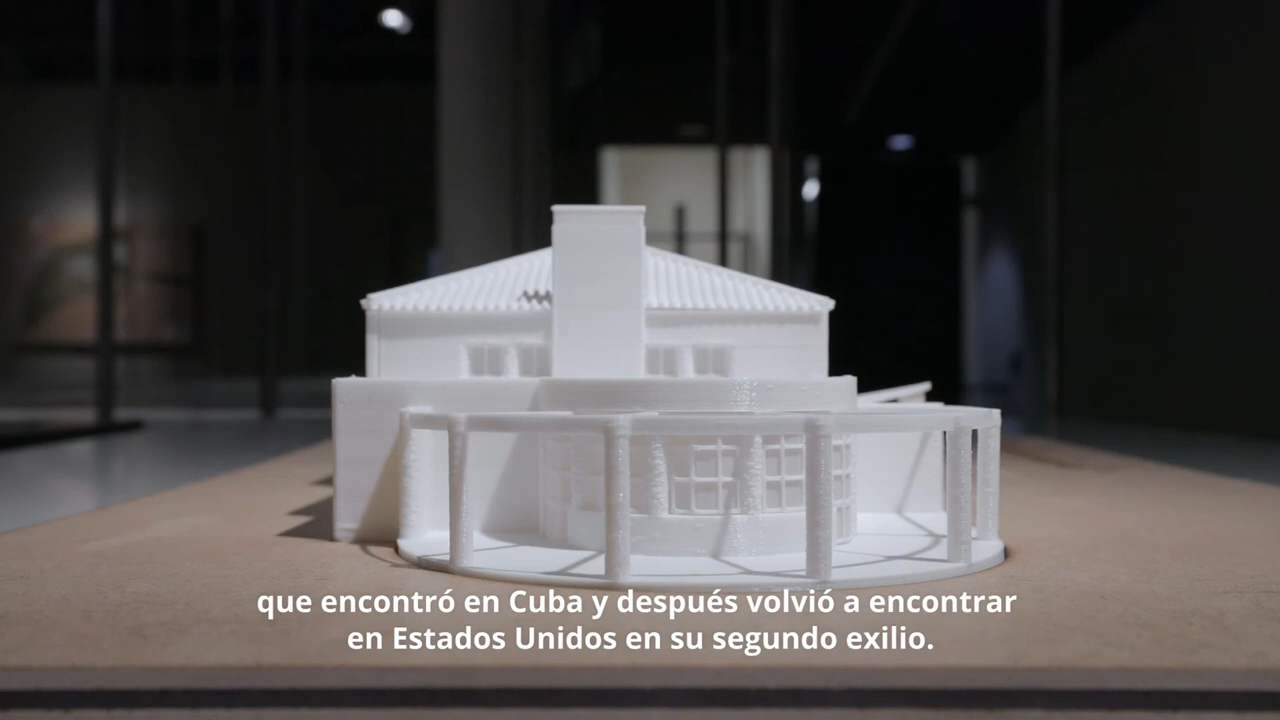 que encontró en Cuba y después volvió a encontrar
en Estados Unidos en su segundo exilio.